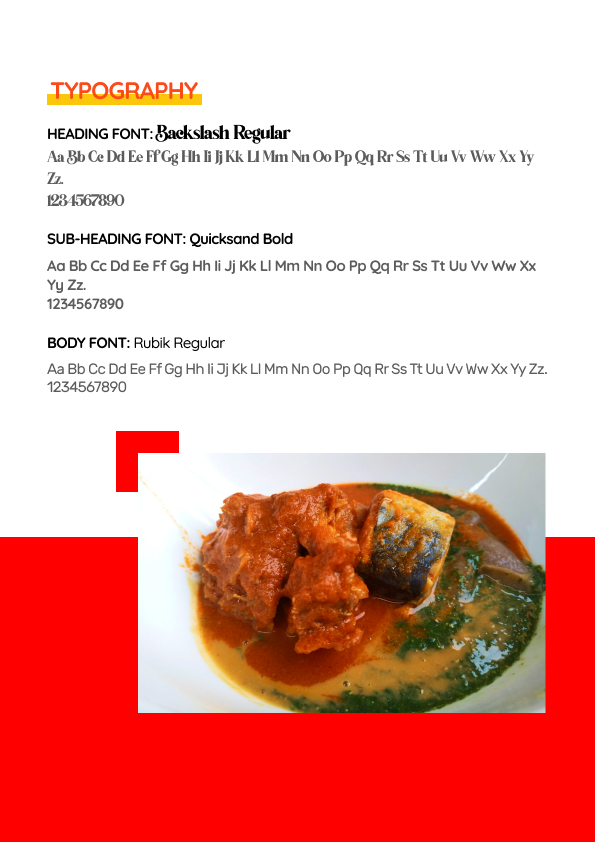 TYPOGRAPHY
HEADING FONT: Backslash Regular
Aa Bb Cc Dd Ee Ff Gg Hh Ii Jj Kk Ll Mm Nn Oo Pp Qq Rr Ss Tt Uu Vv Ww Xx Yy
Zz.
1234567890
SUB-HEADING FONT: Quicksand Bold
Aa Bb Cc Dd Ee Ff Gg Hh Ii Jj Kk Ll Mm Nn Oo Pp Qq Rr Ss Tt Uu Vv Ww Xx
Yy Zz.
1234567890
BODY FONT: Rubik Regular
Aa Bb Cc Dd Ee Ff Gg Hh Ii Jj Kk Ll Mm Nn Oo Pp Qq Rr Ss Tt Uu Vv Ww Xx Yy Zz.
1234567890